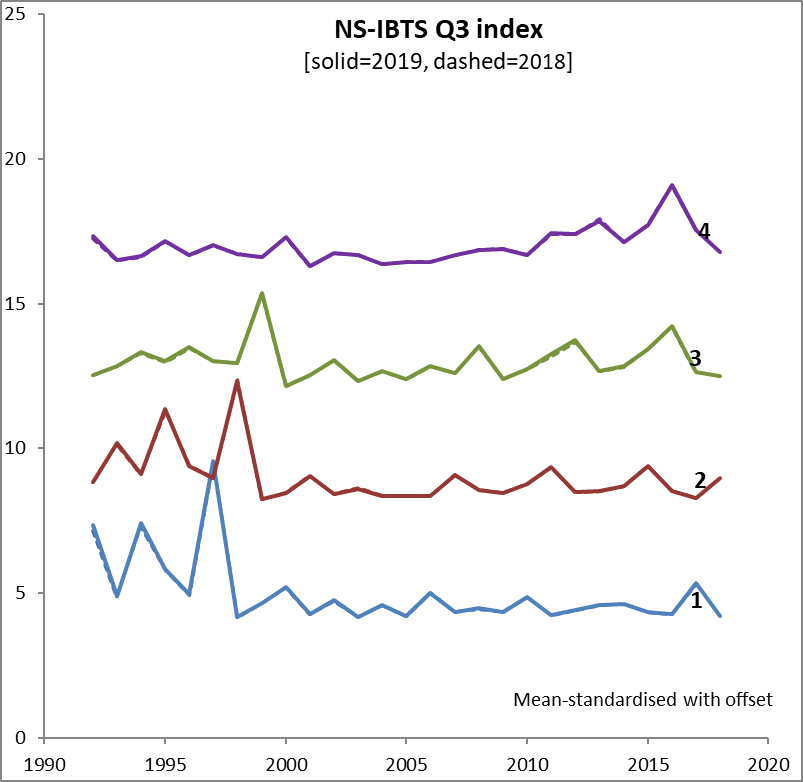 NS-IBTS Q3 index
[solid=2019, dashed=2018]
25
20
15
10
5
0
4
3
2
1
Mean-standardised with offset
1990 1995 2000 2005 2010 2015 2020